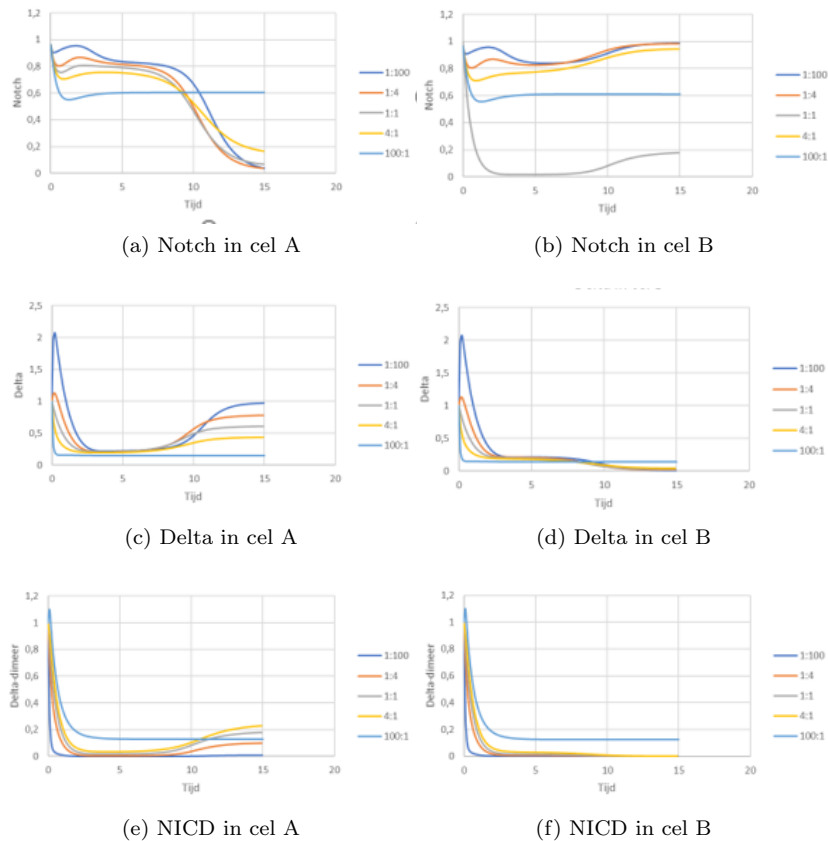 1,2
1
0,8
0,6
0,4
0,2
0
Notch
0 5 10 15 20
Tijd
1:100
1:4
1:1
4:1
100:1
(a) Notch in cel A
1,2
1
0,8
0,6
0,4
0,2
0
Notch
0 5 10 15 20
Tijd
1:100
1:4
1:1
4:1
100:1
(b) Notch in cel B
2,5
2
1,5
1
0,5
0
Delta
0 5 10 15 20
Tijd
1:100
1:4
1:1
4:1
100:1
(c) Delta in cel A
2,5
2
1,5
1
0,5
0
Delta
0 5 10 15 20
Tijd
1:100
1:4
1:1
4:1
100:1
(d) Delta in cel B
1,2
1
0,8
0,6
0,4
0,2
0
Delta-dimeer
0 5 10 15 20
Tijd
1:100
1:4
1:1
4:1
100:1
(e) NICD in cel A
1,2
1
0,8
0,6
0,4
0,2
0
Delta-dimeer
0 5 10 15 20
Tijd
1:100
1:4
1:1
4:1
100:1
(f) NICD in cel B